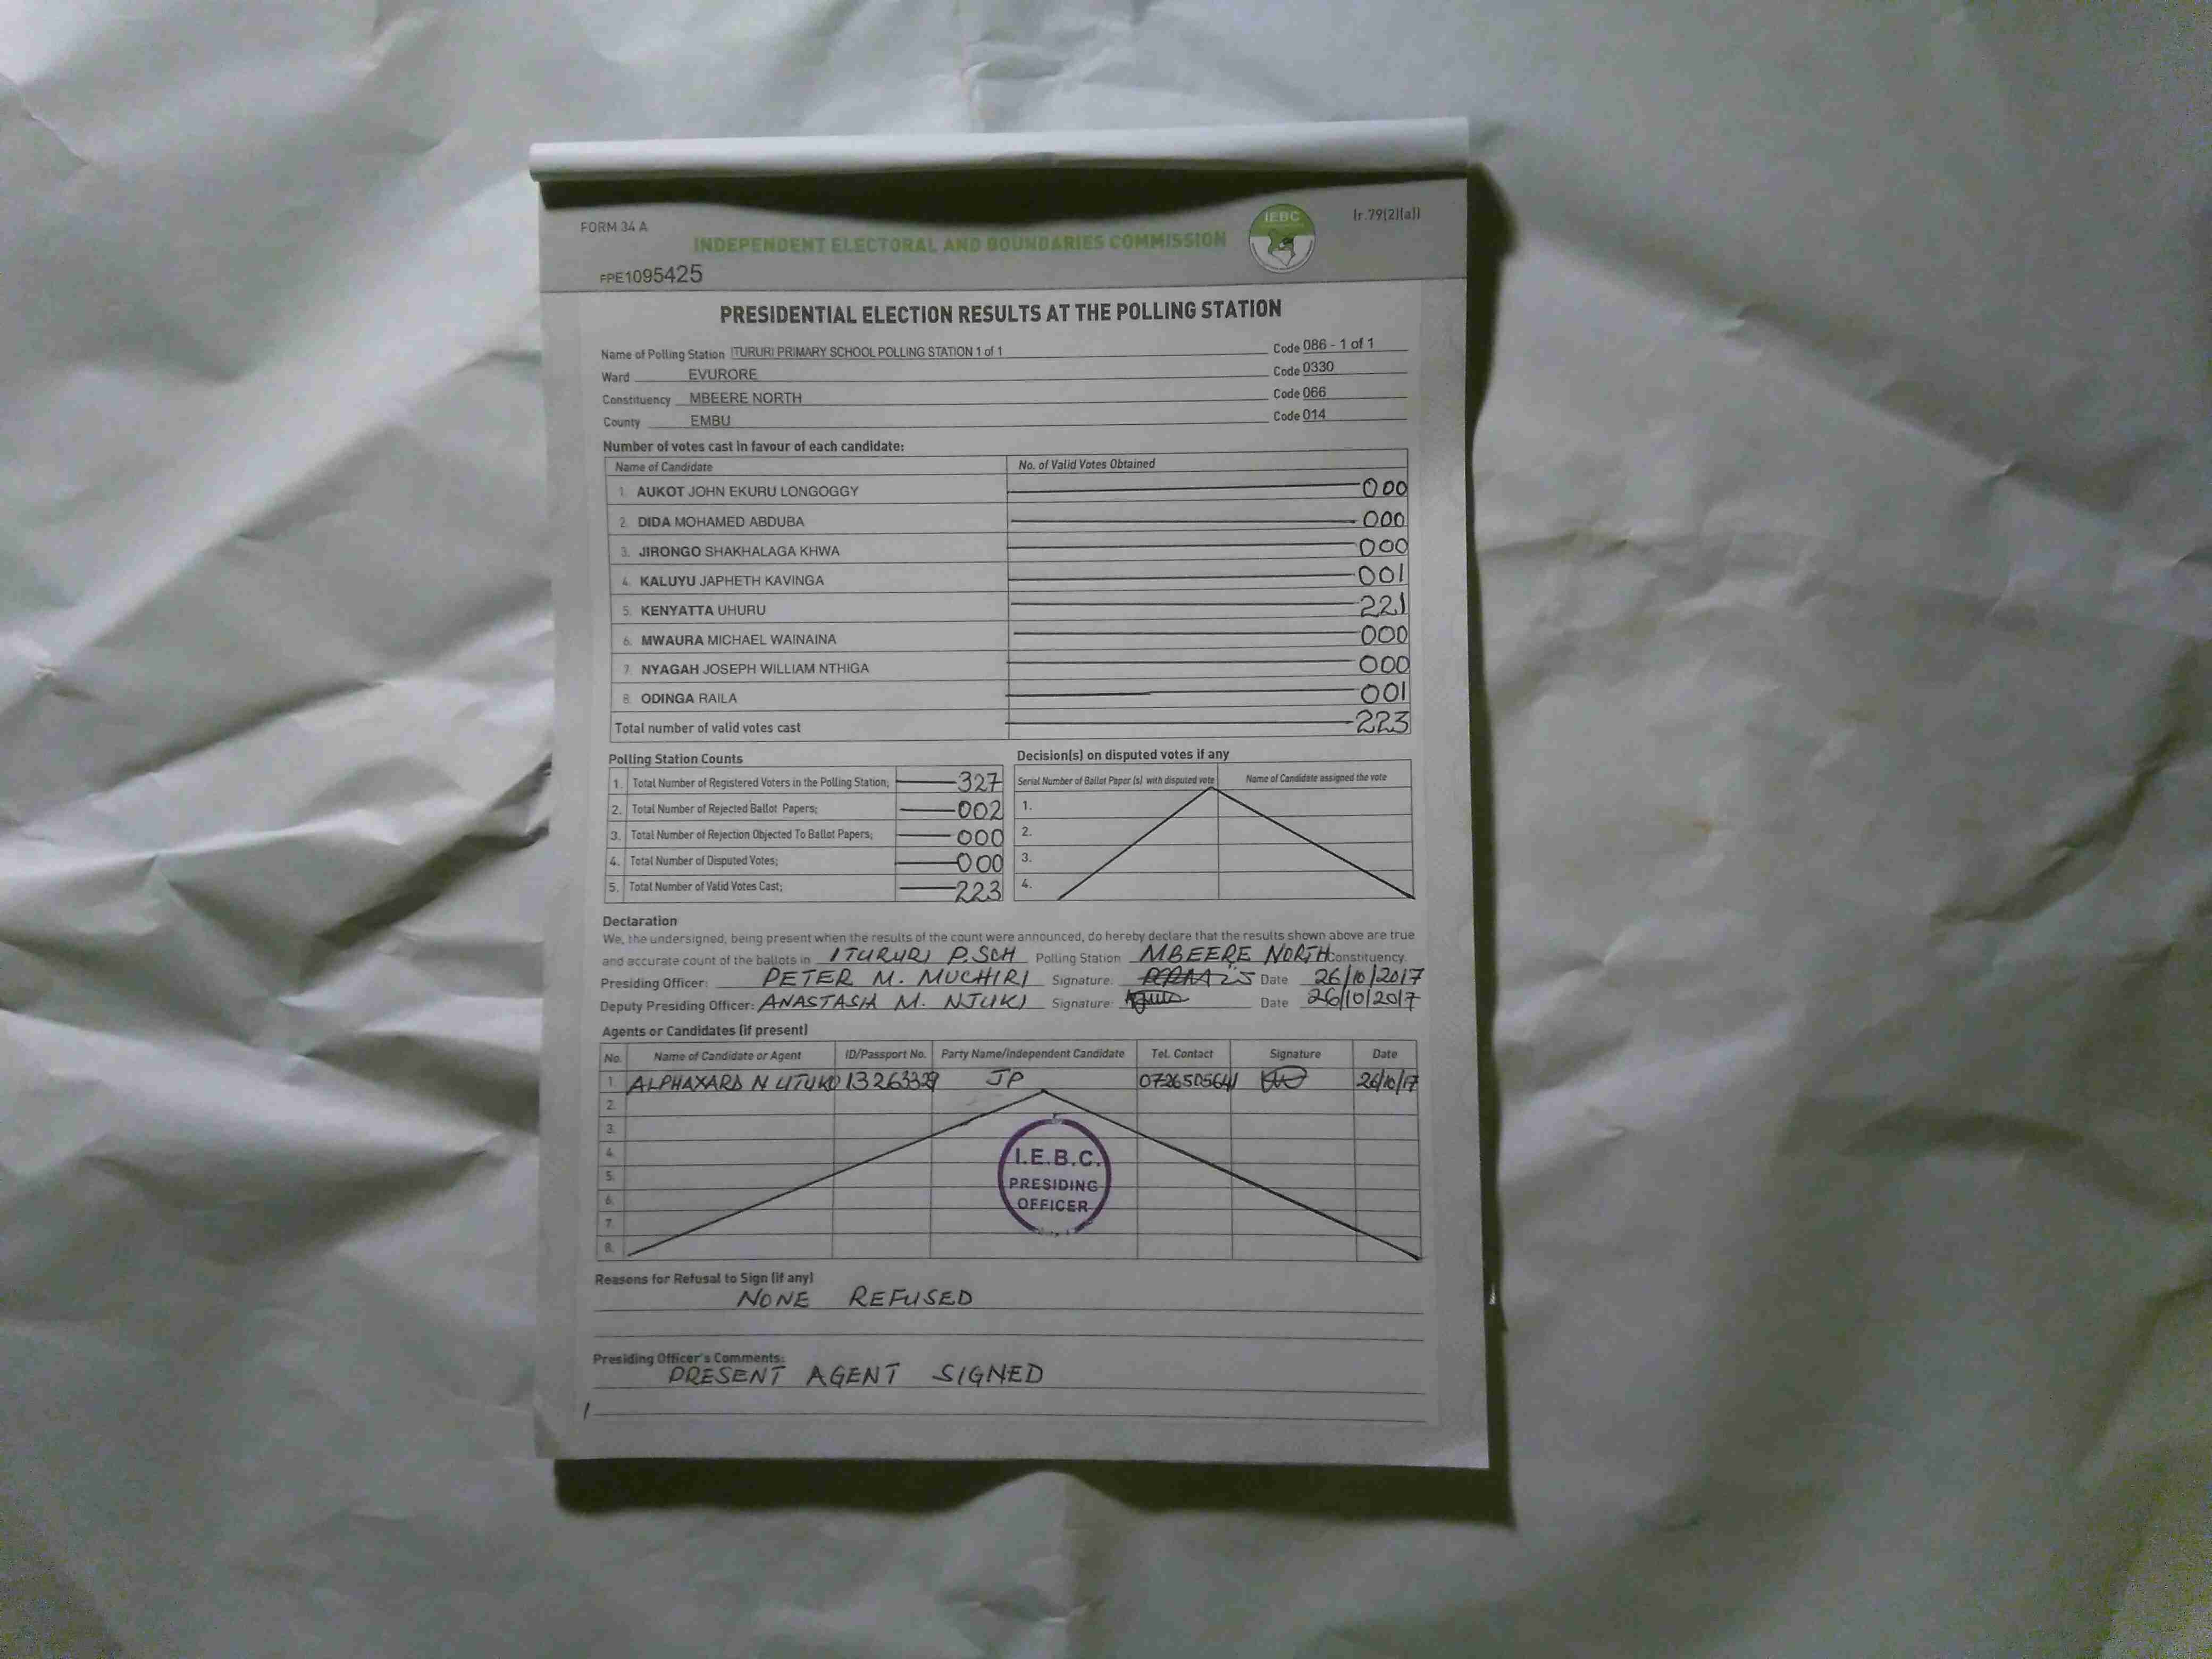 FORM 34 A
IEBC
(r.79(2)(a))
INDEPENDENT ELECTORAL AND BOUNDARIES COMMISSION
FPE1095425
PRESIDENTIAL ELECTION RESULTS AT THE POLLING STATION
Name of Polling Station ITURURI PRIMARY SCHOOL POLLING STATION 1 of 1 Code 086 - 1 of 1
Ward EVURORE Code 0330
Constituency MBEERE NORTH Code 066
County EMBU Code 014
Number of votes cast in favour of each candidate:
Name of Candidate No. of Valid Votes Obtained
1. AUKOT JOHN EKURU LONGOGGY 000
2. DIDA MOHAMED ABDUBA 000
3. JIRONGO SHAKHALAGA KHWA 000
4. KALUYU JAPHETH KAVINGA 001
5. KENYATTA UHURU 221
6. MWAURA MICHAEL WAINAINA 000
7. NYAGAH JOSEPH WILLIAM NTHIGA 000
8. ODINGA RAILA 001
Total number of valid votes cast 223
Polling Station Counts
1. Total Number of Registered Voters in the Polling Station; 327
2. Total Number of Rejected Ballot Papers; 002
3. Total Number of Rejection Objected To Ballot Papers; 000
4. Total Number of Disputed Votes; 000
5. Total Number of Valid Votes Cast; 223
Decision(s) on disputed votes if any
Serial Number of Ballot Paper (s) with disputed vote Name of Candidate assigned the vote
1.
2.
3.
4.
Declaration
We, the undersigned, being present when the results of the count were announced, do hereby declare that the results shown above are true
and accurate count of the ballots in ITURURI P.SCH Polling Station MBEERE NORTH Constituency.
Presiding Officer: PETER M. MUCHIRI Signature: Date 26/10/2017
Deputy Presiding Officer: ANASTASIA M. NJUKI Signature: Date 26/10/2017
Agents or Candidates (if present)
No. Name of Candidate or Agent ID/Passport No. Party Name/Independent Candidate Tel. Contact Signature Date
1. ALPHAXARD 13263329 JP 0726505641 26/10/17
2.
3.
4.
5.
6.
7.
8.
I.E.B.C.
PRESIDING
OFFICER
Reasons for Refusal to Sign (if any)
NONE REFUSED
Presiding Officer's Comments:
PRESENT AGENT SIGNED